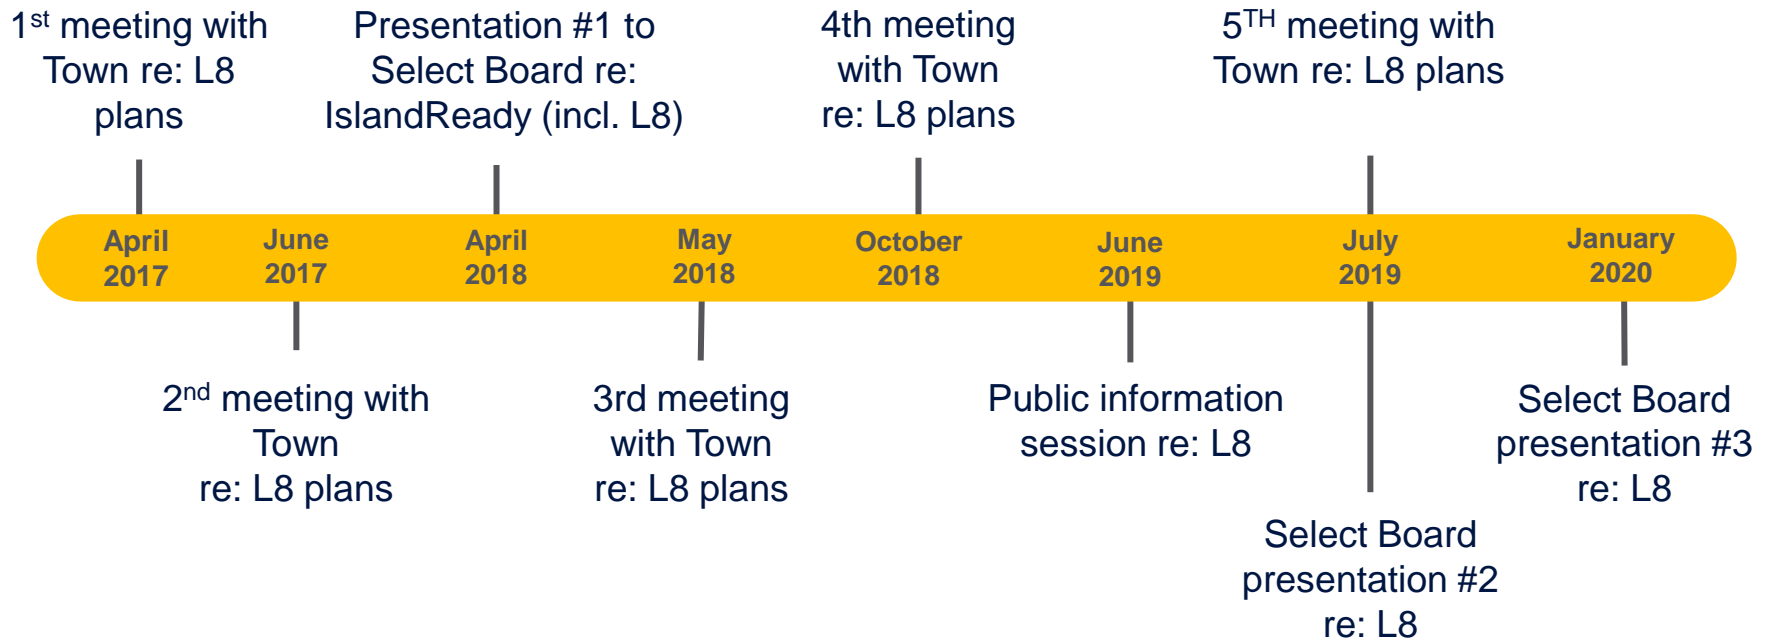 1st meeting with
Town re: L8
plans
Presentation #1 to
Select Board re:
IslandReady (incl. L8)
4th meeting
with Town
re: L8 plans
5TH meeting with
Town re: L8 plans
April
2017
June
2017
April
2018
May
2018
October
2018
June
2019
July
2019
January
2020
2nd meeting with
Town
re: L8 plans
3rd meeting
with Town
re: L8 plans
Public information
session re: L8
Select Board
presentation #2
re: L8
Select Board
presentation #3
re: L8